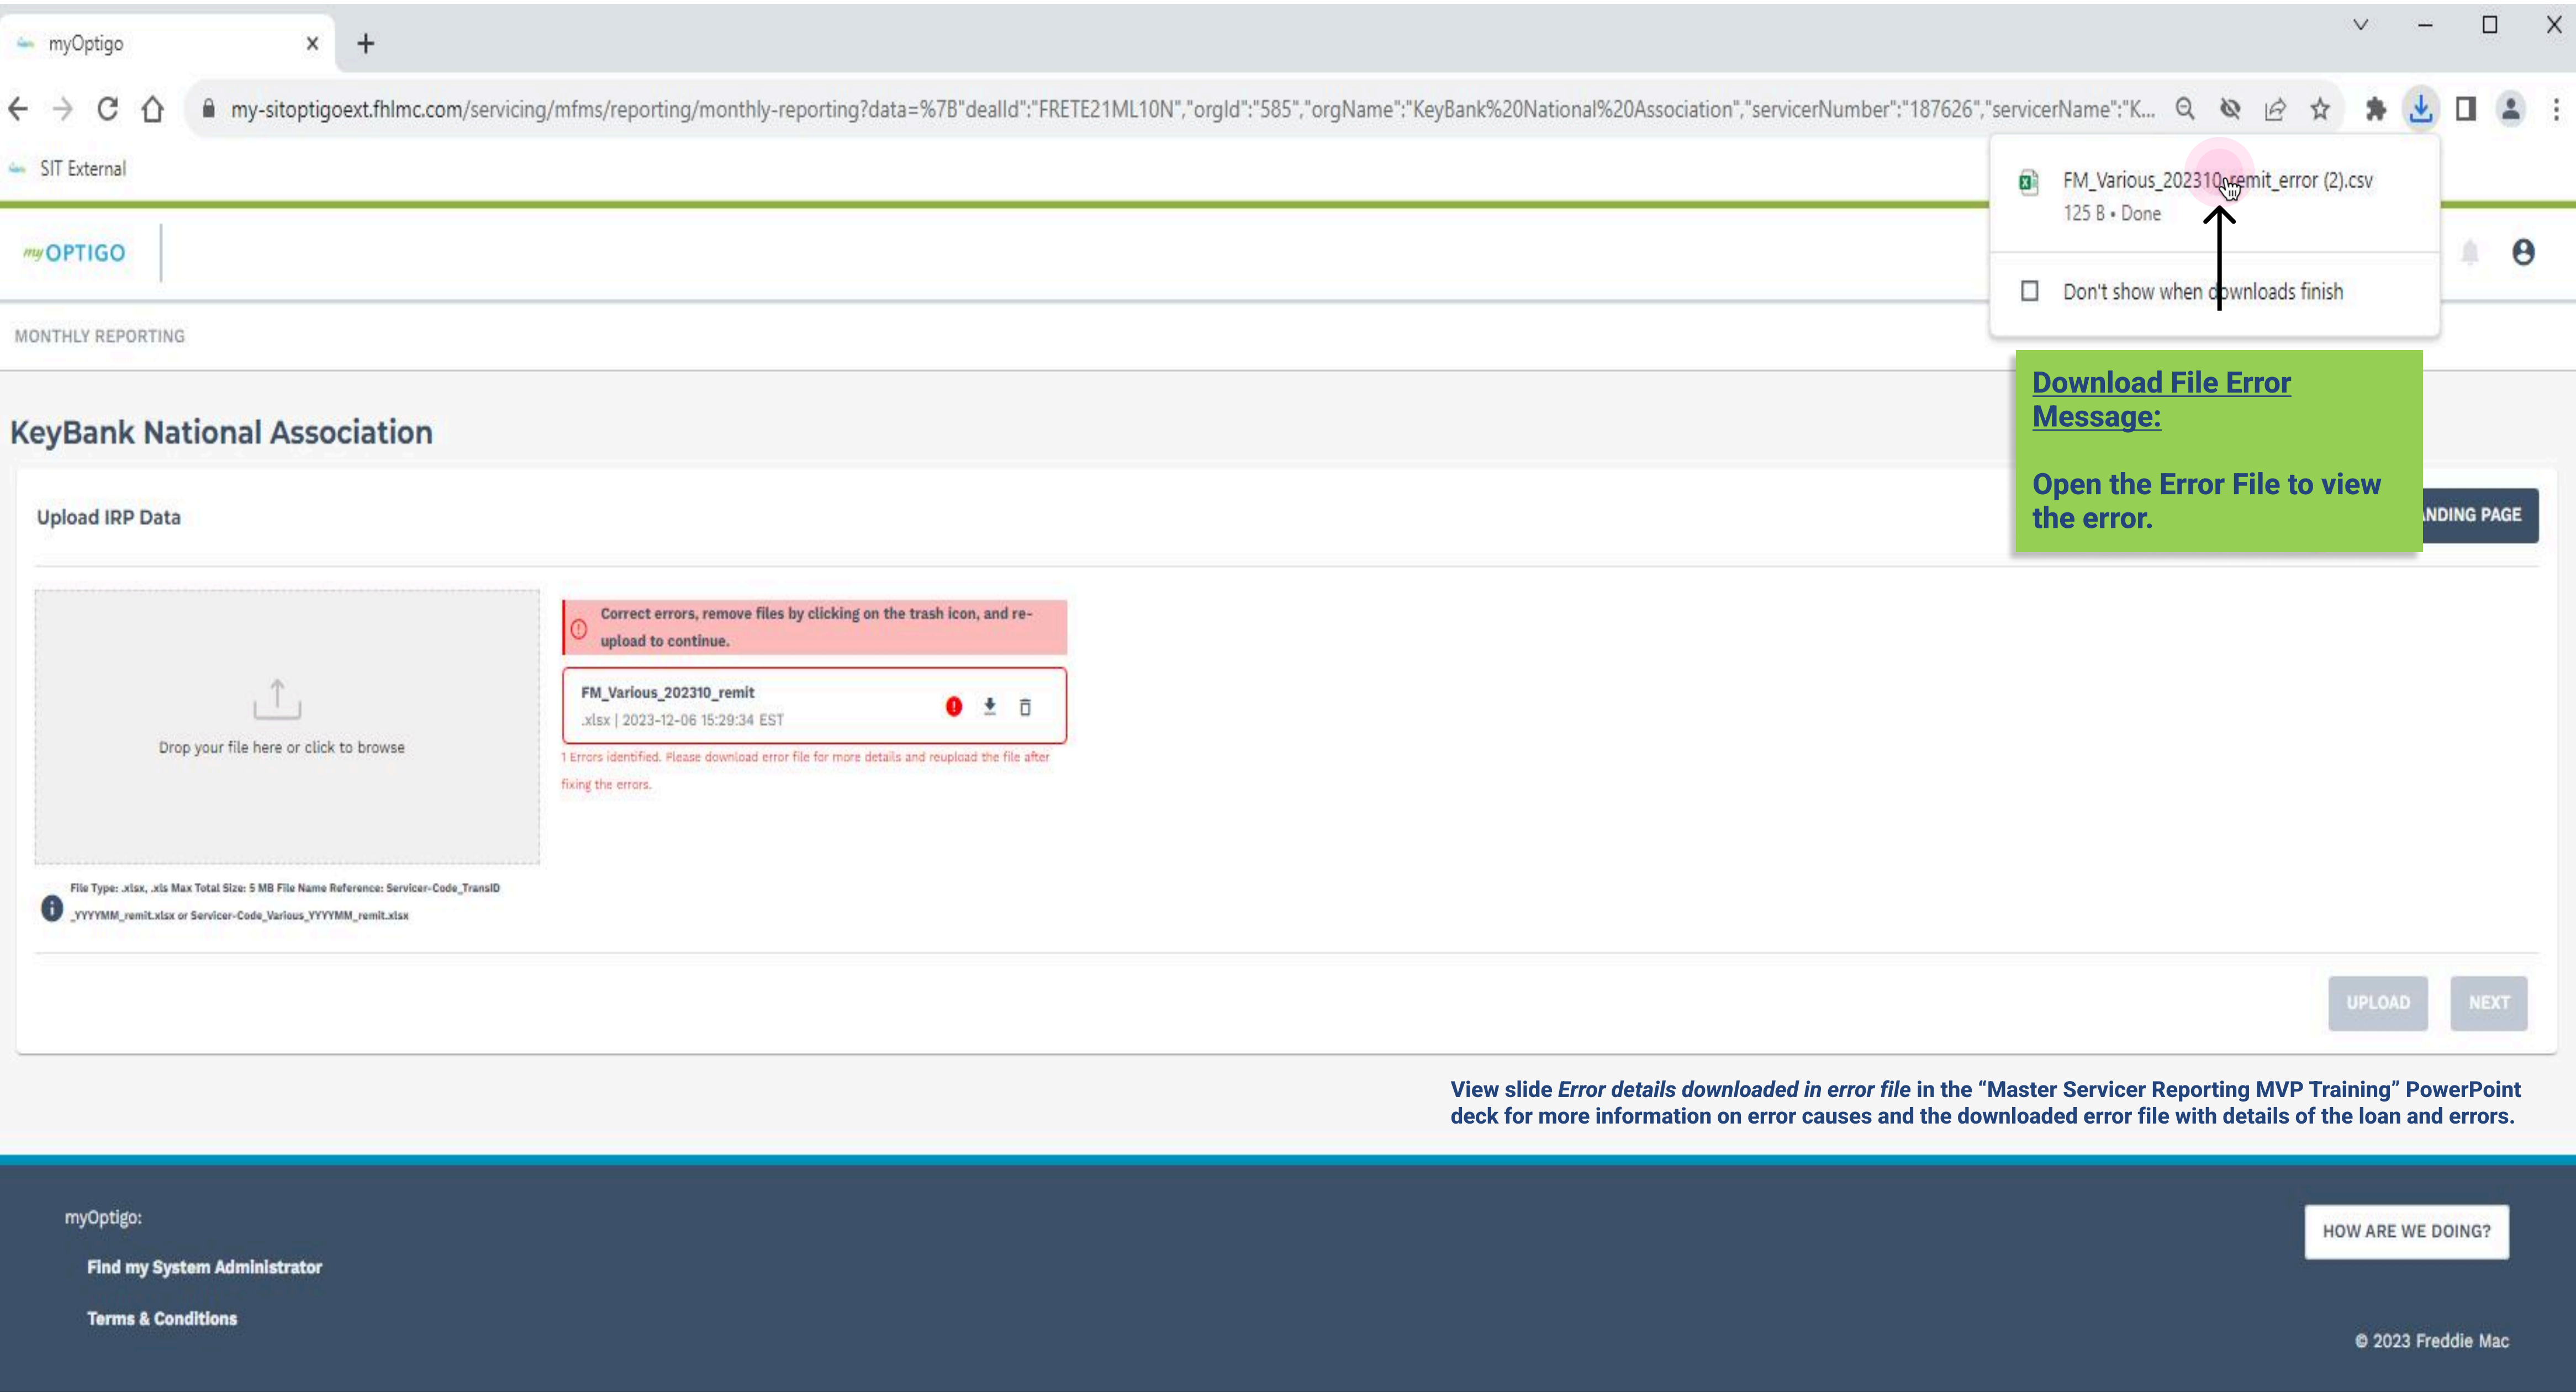 myOptigo
my-sitoptigoext.fhlmc.com/servicing/mfms/reporting/monthly-reporting?data=%7B"dealId":"FRETE21ML10N","orgId":"585","orgName":"KeyBank%20National%20Association","servicerNumber":"187626","servicerName":"K...
SIT External
FM_Various_202310_remit_error (2).csv
125 B • Done
Don't show when downloads finish
myOPTIGO
MONTHLY REPORTING
Download File Error
Message:
Open the Error File to view
the error.
KeyBank National Association
Upload IRP Data
NDING PAGE
Correct errors, remove files by clicking on the trash icon, and re-
upload to continue.
FM_Various_202310_remit
.xlsx | 2023-12-06 15:29:34 EST
Drop your file here or click to browse
1 Errors identified. Please download error file for more details and reupload the file after
fixing the errors.
File Type: .xlsx, .xls Max Total Size: 5 MB File Name Reference: Servicer-Code_TransID
_YYYYMM_remit.xlsx or Servicer-Code_Various_YYYYMM_remit.xlsx
UPLOAD
NEXT
View slide Error details downloaded in error file in the “Master Servicer Reporting MVP Training” PowerPoint
deck for more information on error causes and the downloaded error file with details of the loan and errors.
myOptigo:
HOW ARE WE DOING?
Find my System Administrator
Terms & Conditions
© 2023 Freddie Mac